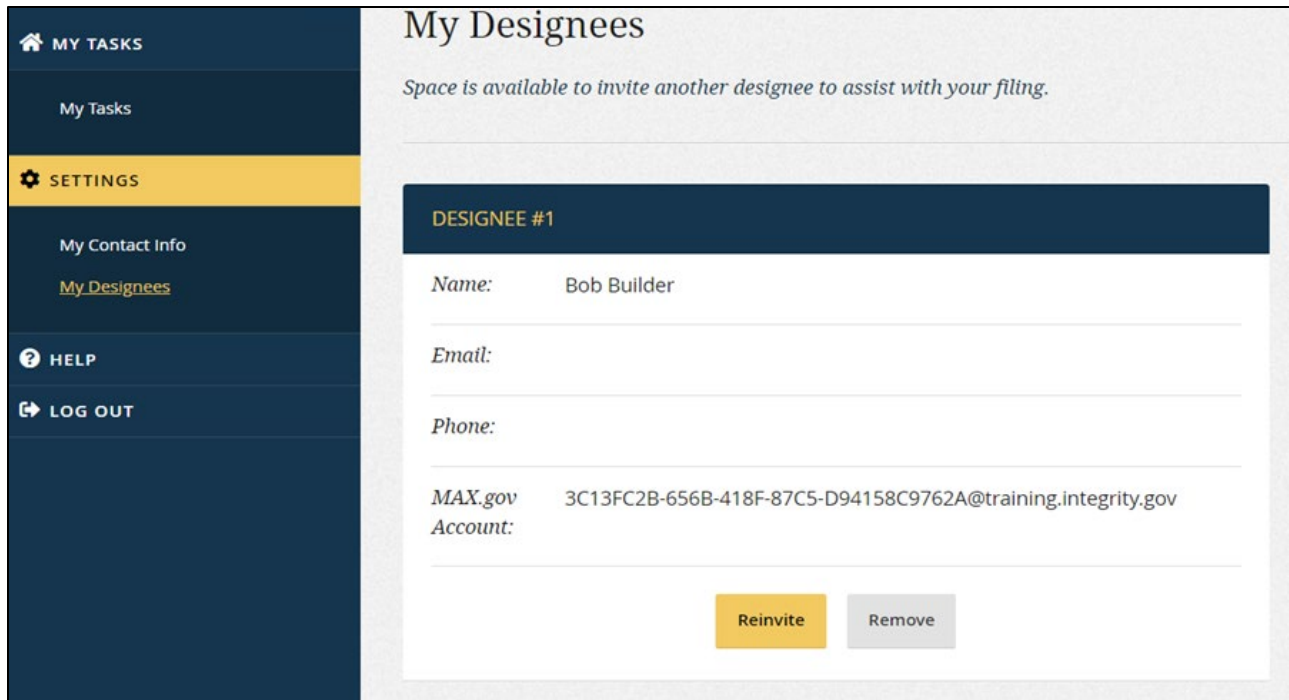 MY TASKS
My Tasks
SETTINGS
My Contact Info
My Designees
HELP
LOG OUT
My Designees
Space is available to invite another designee to assist with your filing.
DESIGNEE #1
Name: Bob Builder
Email:
Phone:
MAX.gov 3C13FC2B-656B-418F-87C5-D94158C9762A@training.integrity.gov
Account:
Reinvite Remove